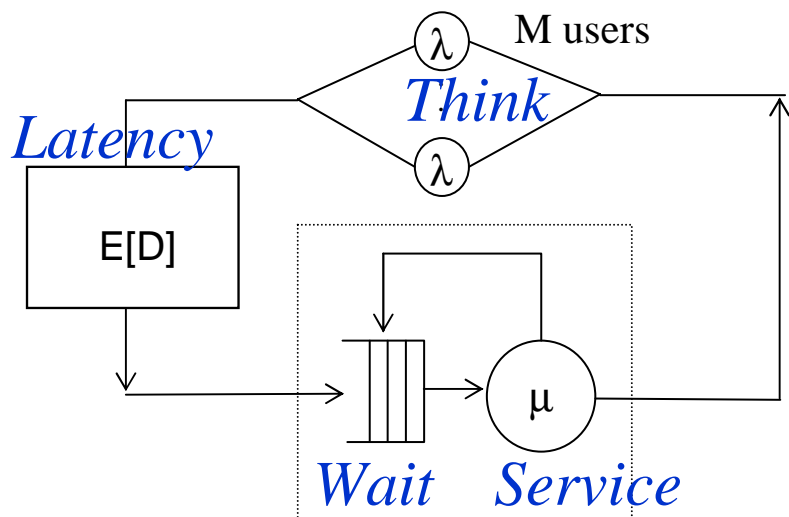 M users
λ
Think
Latency
λ
E[D]
μ
Wait Service